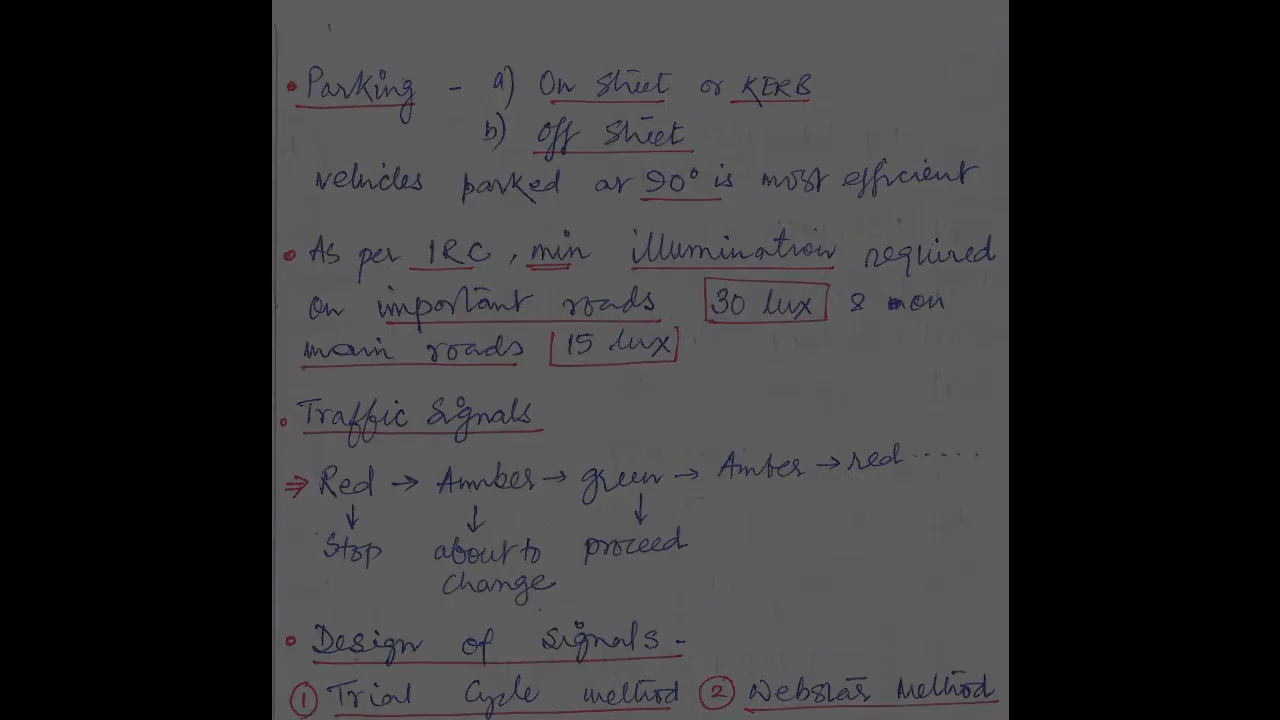 • Parking - a) On Street or KERB
b) Off Street
vehicles parked at 90° is most efficient
• As per IRC, min illumination required
on important roads 30 lux & on
main roads 15 lux
• Traffic Signals
⇒ Red → Amber → green → Amber → red ......
↓ ↓ ↓
Stop about to proceed
change
• Design of Signals -
① Trial Cycle method ② Websters Method